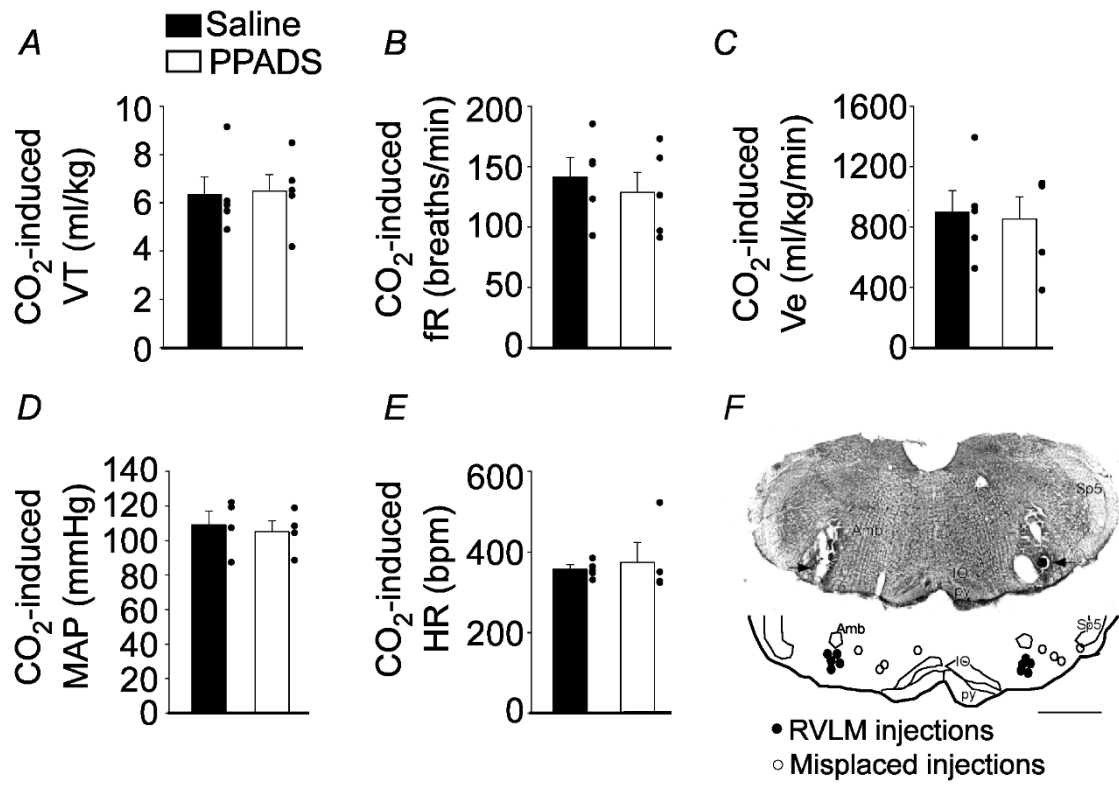 A
Saline
PPADS
CO2-induced
VT (ml/kg)
10
8
6
4
2
0
B
CO2-induced
fR (breaths/min)
200
150
100
50
0
C
CO2-induced
Ve (ml/kg/min)
1600
1200
800
400
0
D
CO2-induced
MAP (mmHg)
140
120
100
80
60
40
20
0
E
CO2-induced
HR (bpm)
600
400
200
0
F
Sp5
Amb
IO
py
Amb
Sp5
IO
py
RVLM injections
Misplaced injections